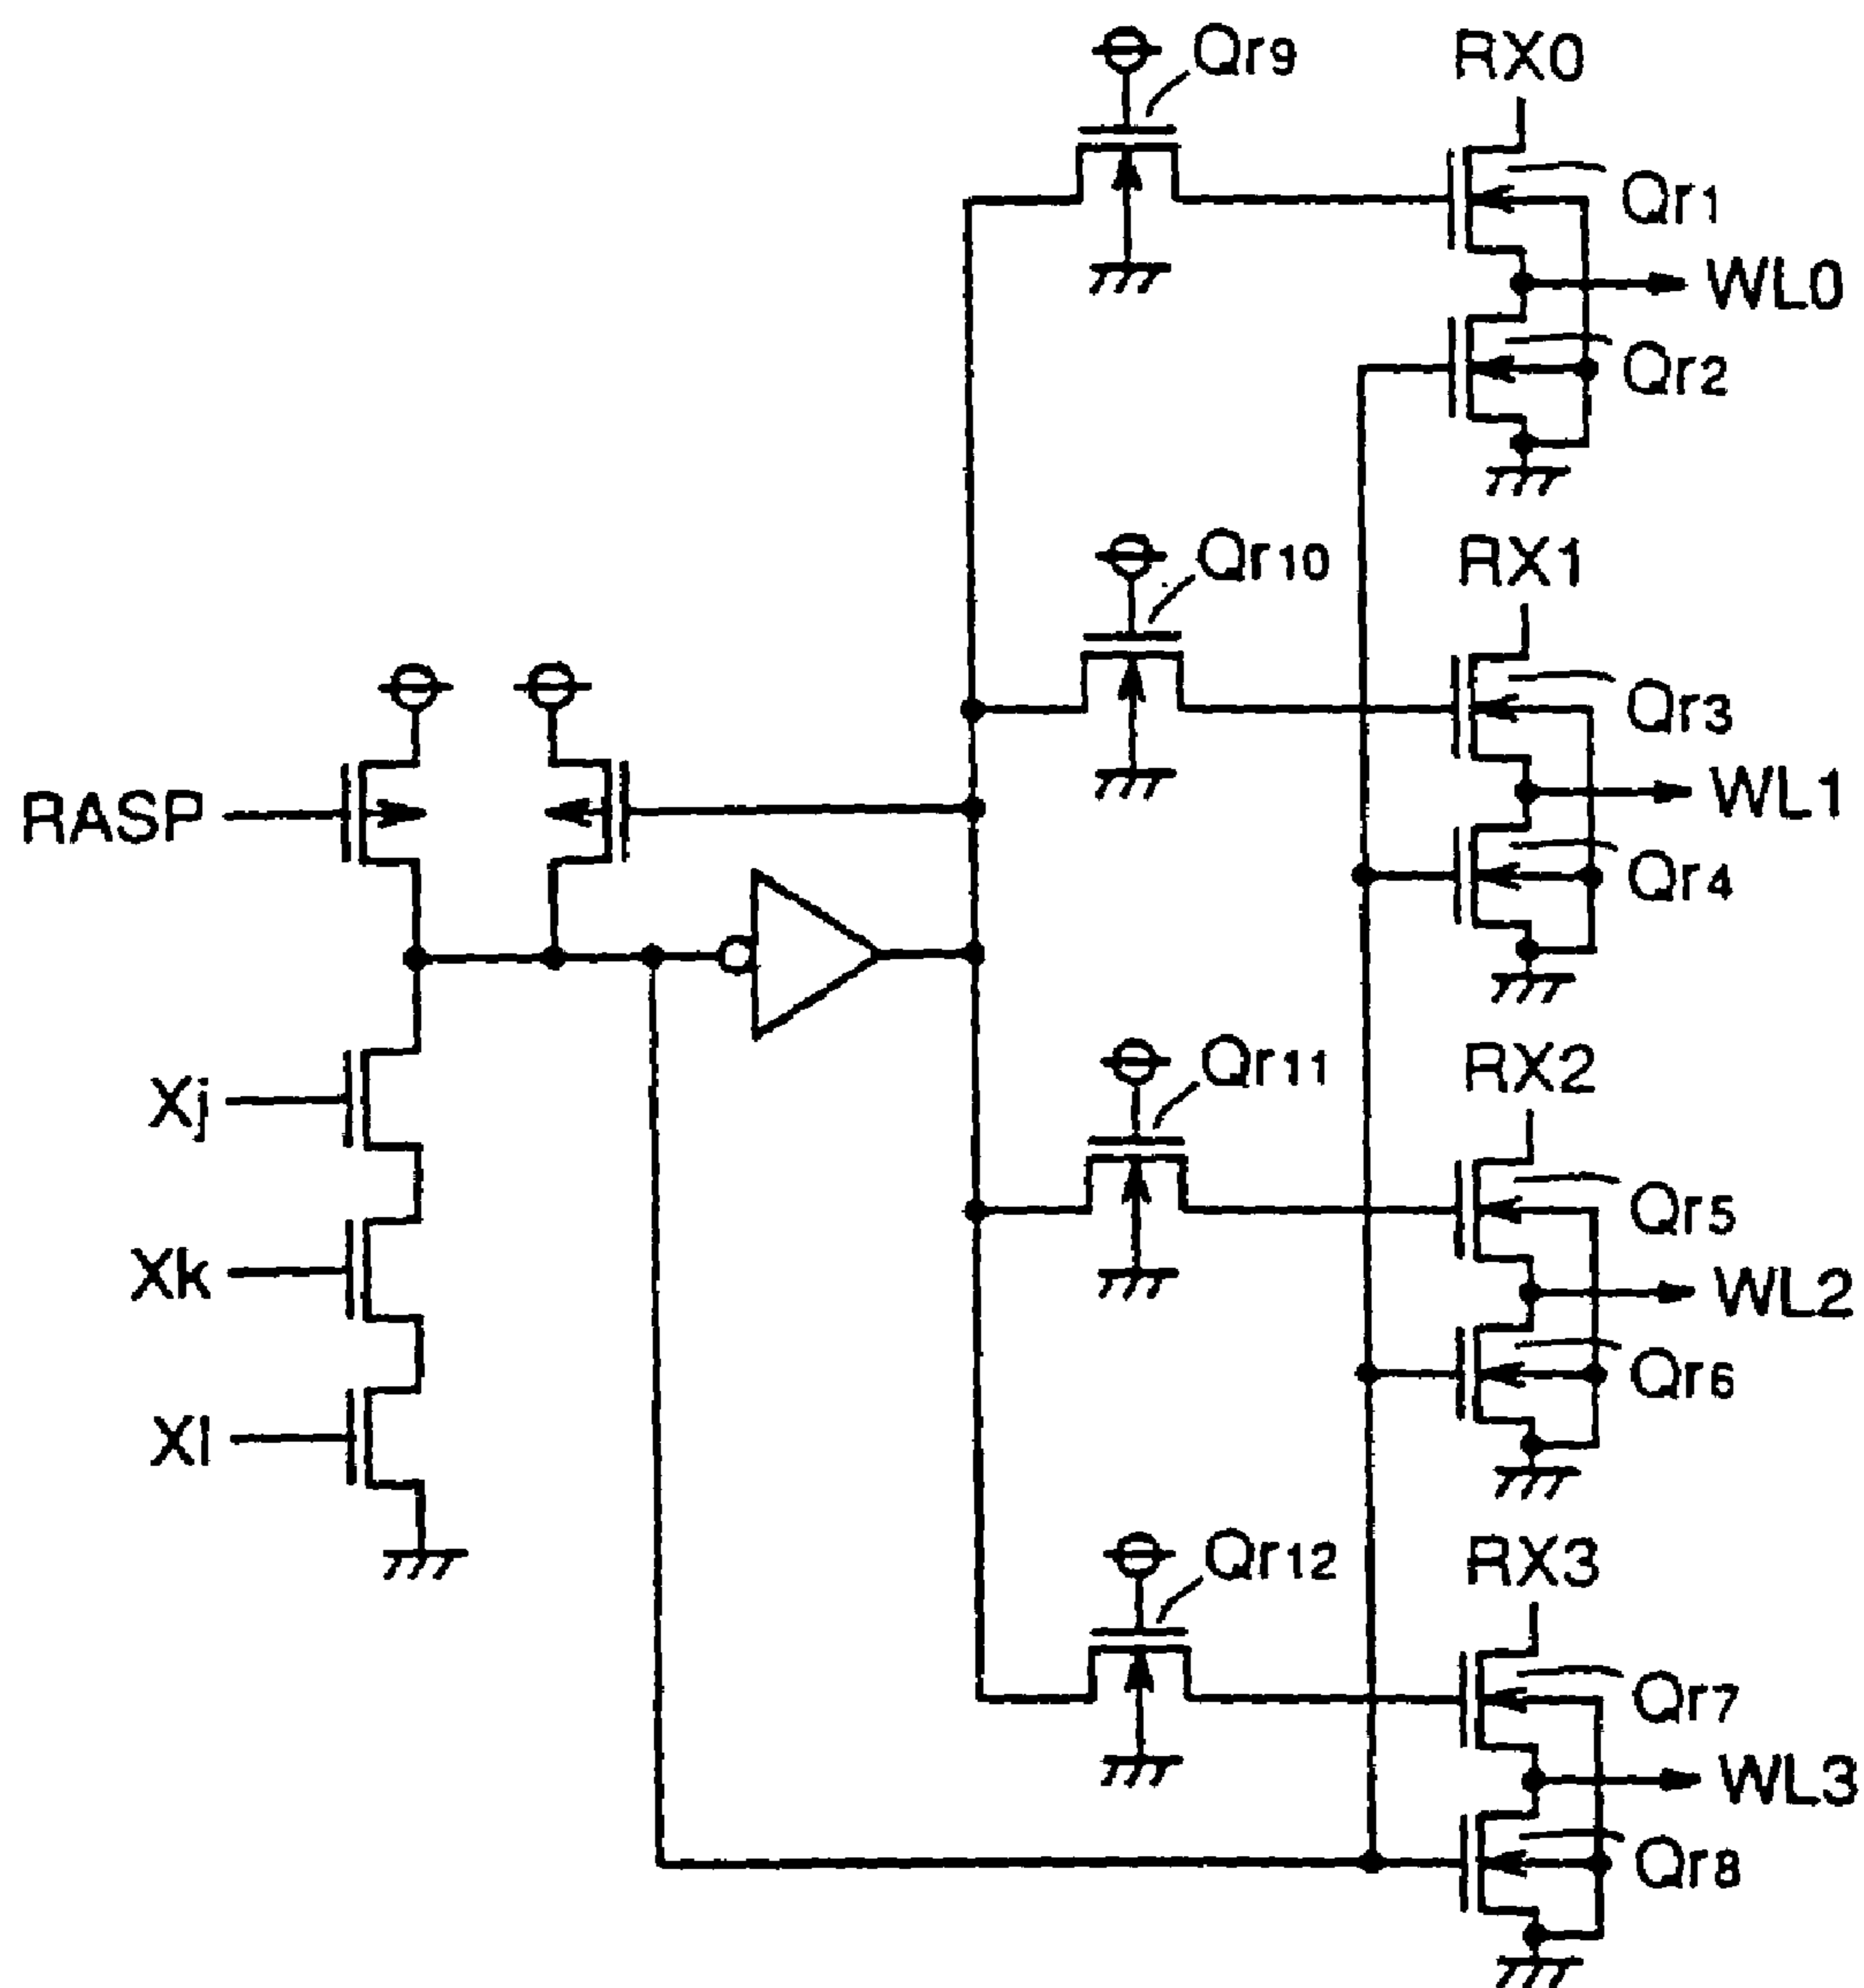 Qr9
RX0
Qr1
WL0
Qr2
Qr10
RX1
Qr3
RASP
WL1
Qr4
Qr11
RX2
Xj
Qr5
Xk
WL2
Qr6
Xl
Qr12
RX3
Qr7
WL3
Qr8